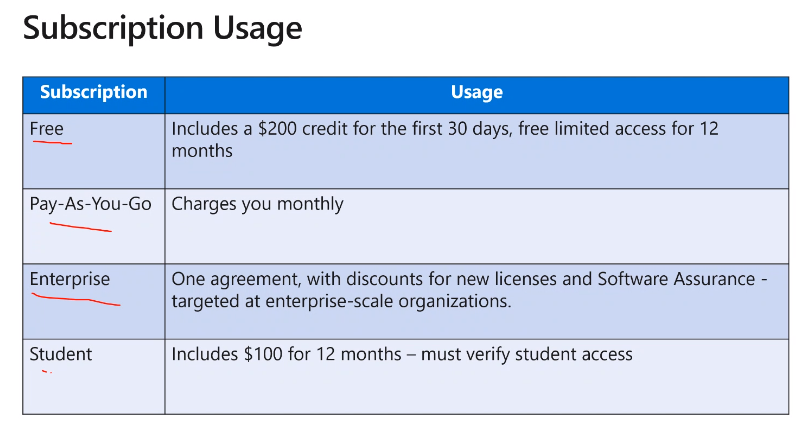 Subscription Usage
Subscription Usage
Free Includes a $200 credit for the first 30 days, free limited access for 12
months
Pay-As-You-Go Charges you monthly
Enterprise One agreement, with discounts for new licenses and Software Assurance -
targeted at enterprise-scale organizations.
Student Includes $100 for 12 months – must verify student access